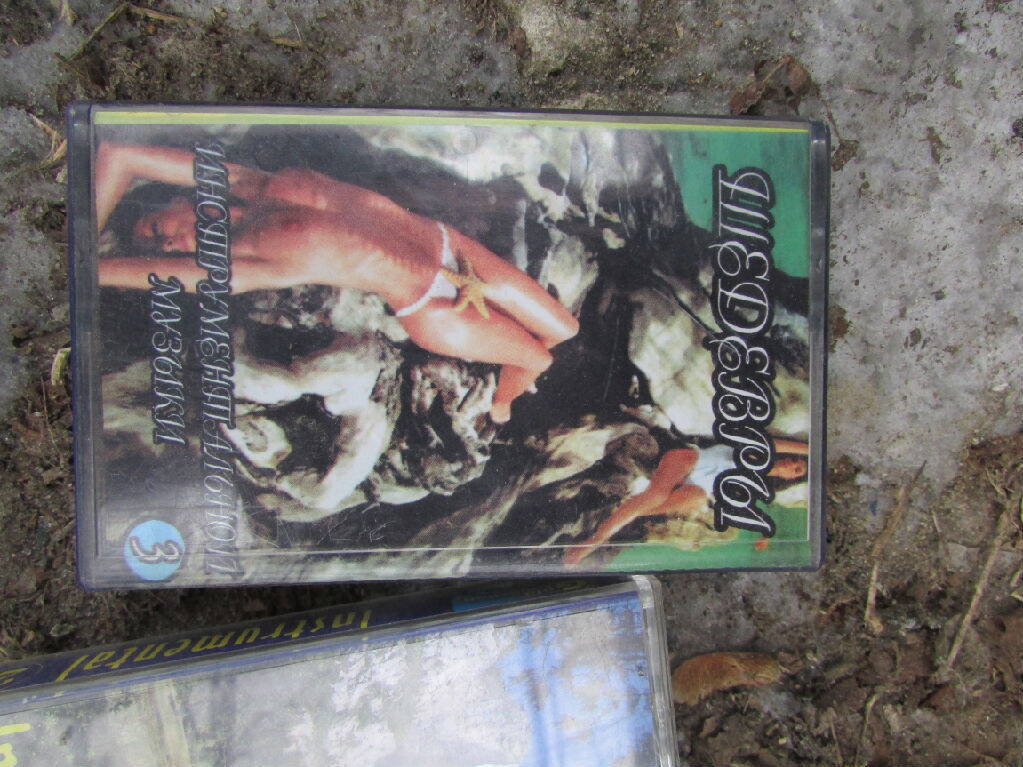 ШЕДЕВРЫ
ИНСТРУМЕНТАЛЬНОЙ
МУЗЫКИ
3
Instrumental